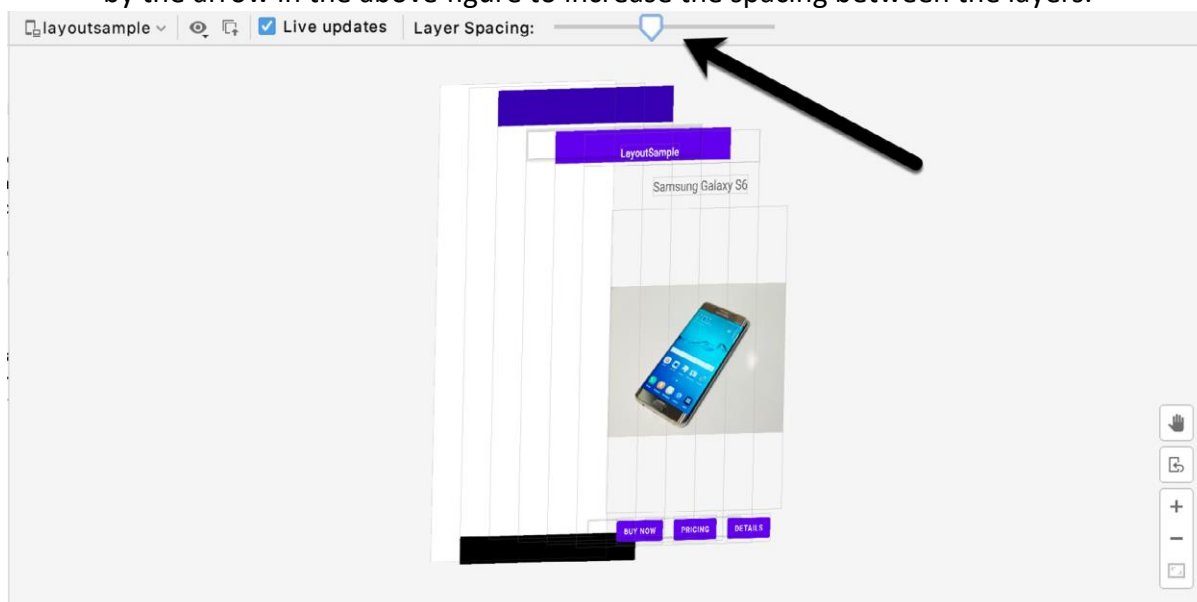 by the arrow in the above figure to increase the spacing between the layers.
layoutsample Live updates Layer Spacing:
LayoutSample
Samsung Galaxy S6
BUY NOW PRICING DETAILS